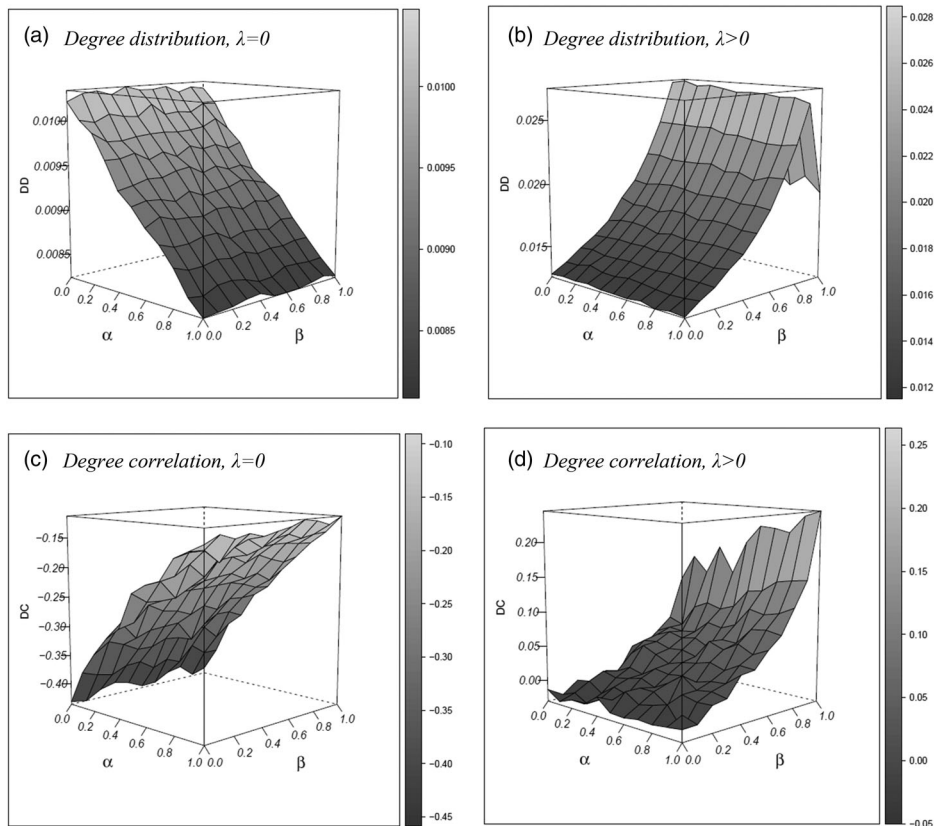 (a) Degree distribution, λ=0
0.0100
0.0095
0.0090
0.0085
DD
0.0 0.2 0.4 0.6 0.8 1.0
α
0.0 0.2 0.4 0.6 0.8 1.0
β
0.0100
0.0095
0.0090
0.0085
(b) Degree distribution, λ>0
0.025
0.020
0.015
DD
0.0 0.2 0.4 0.6 0.8 1.0
α
0.0 0.2 0.4 0.6 0.8 1.0
β
0.028
0.026
0.024
0.022
0.020
0.018
0.016
0.014
0.012
(c) Degree correlation, λ=0
−0.15
−0.20
−0.25
−0.30
−0.35
−0.40
DC
0.0 0.2 0.4 0.6 0.8 1.0
α
0.0 0.2 0.4 0.6 0.8 1.0
β
−0.10
−0.15
−0.20
−0.25
−0.30
−0.35
−0.40
−0.45
(d) Degree correlation, λ>0
0.20
0.15
0.10
0.05
0.00
DC
0.0 0.2 0.4 0.6 0.8 1.0
α
0.0 0.2 0.4 0.6 0.8 1.0
β
0.25
0.20
0.15
0.10
0.05
0.00
−0.05